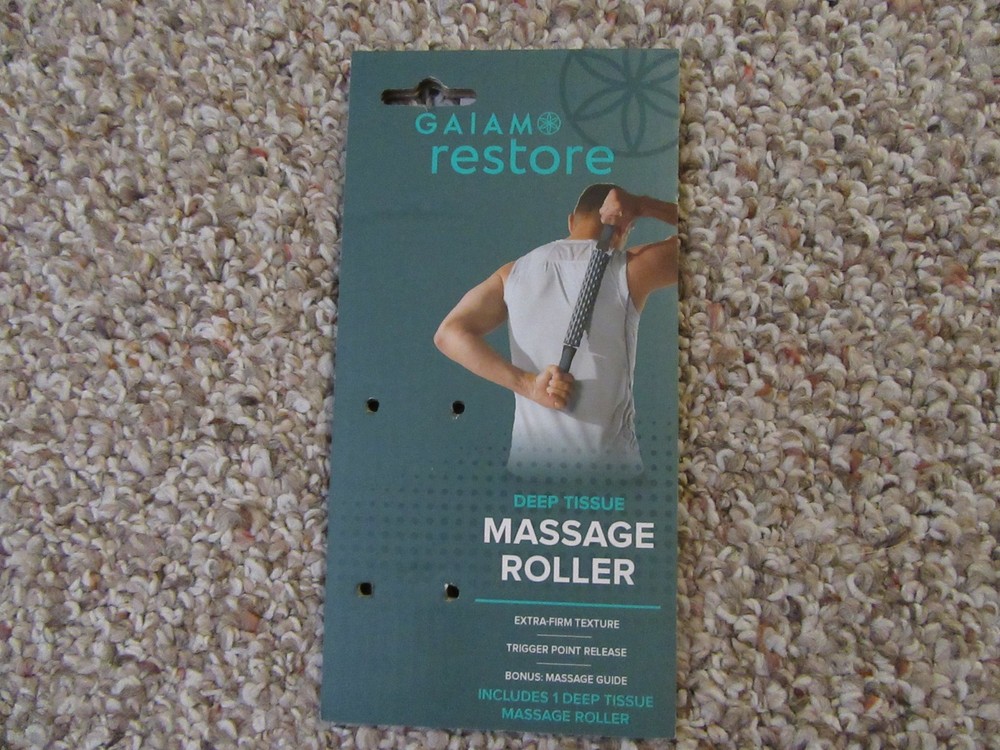 GAIAM
restore
DEEP TISSUE
MASSAGE
ROLLER
EXTRA-FIRM TEXTURE
TRIGGER POINT RELEASE
BONUS: MASSAGE GUIDE
INCLUDES 1 DEEP TISSUE
MASSAGE ROLLER